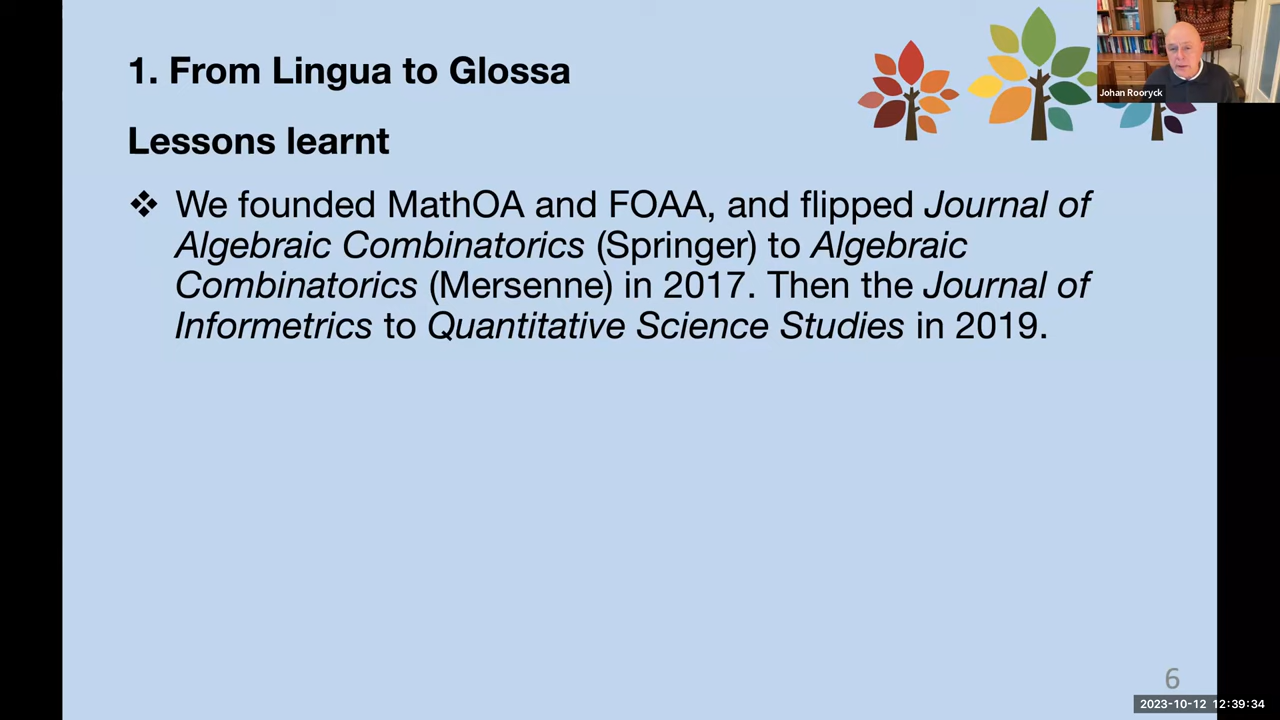 1. From Lingua to Glossa
Johan Rooryck
Lessons learnt
❖ We founded MathOA and FOAA, and flipped Journal of
Algebraic Combinatorics (Springer) to Algebraic
Combinatorics (Mersenne) in 2017. Then the Journal of
Informetrics to Quantitative Science Studies in 2019.
6
2023-10-12 12:39:34